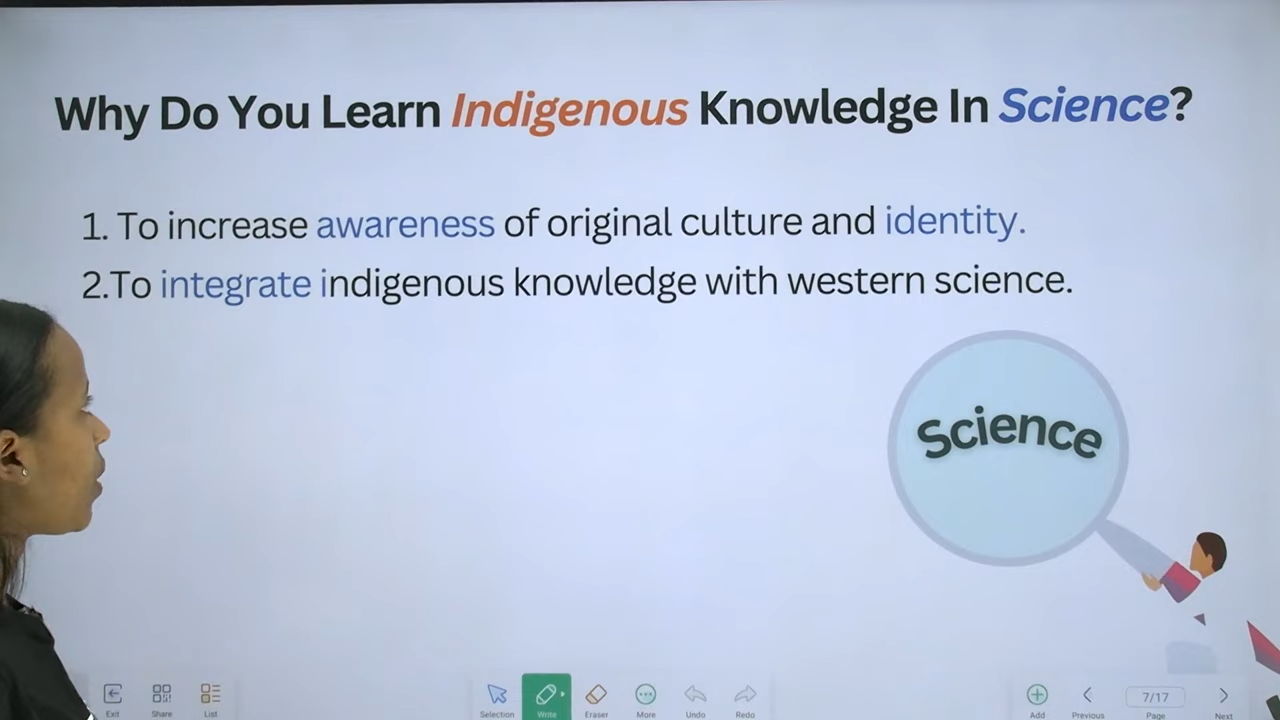 Why Do You Learn Indigenous Knowledge In Science?
1. To increase awareness of original culture and identity.
2.To integrate indigenous knowledge with western science.
Science
Exit Share List Selection Write Eraser More Undo Redo Add Previous 7/17 Page Next